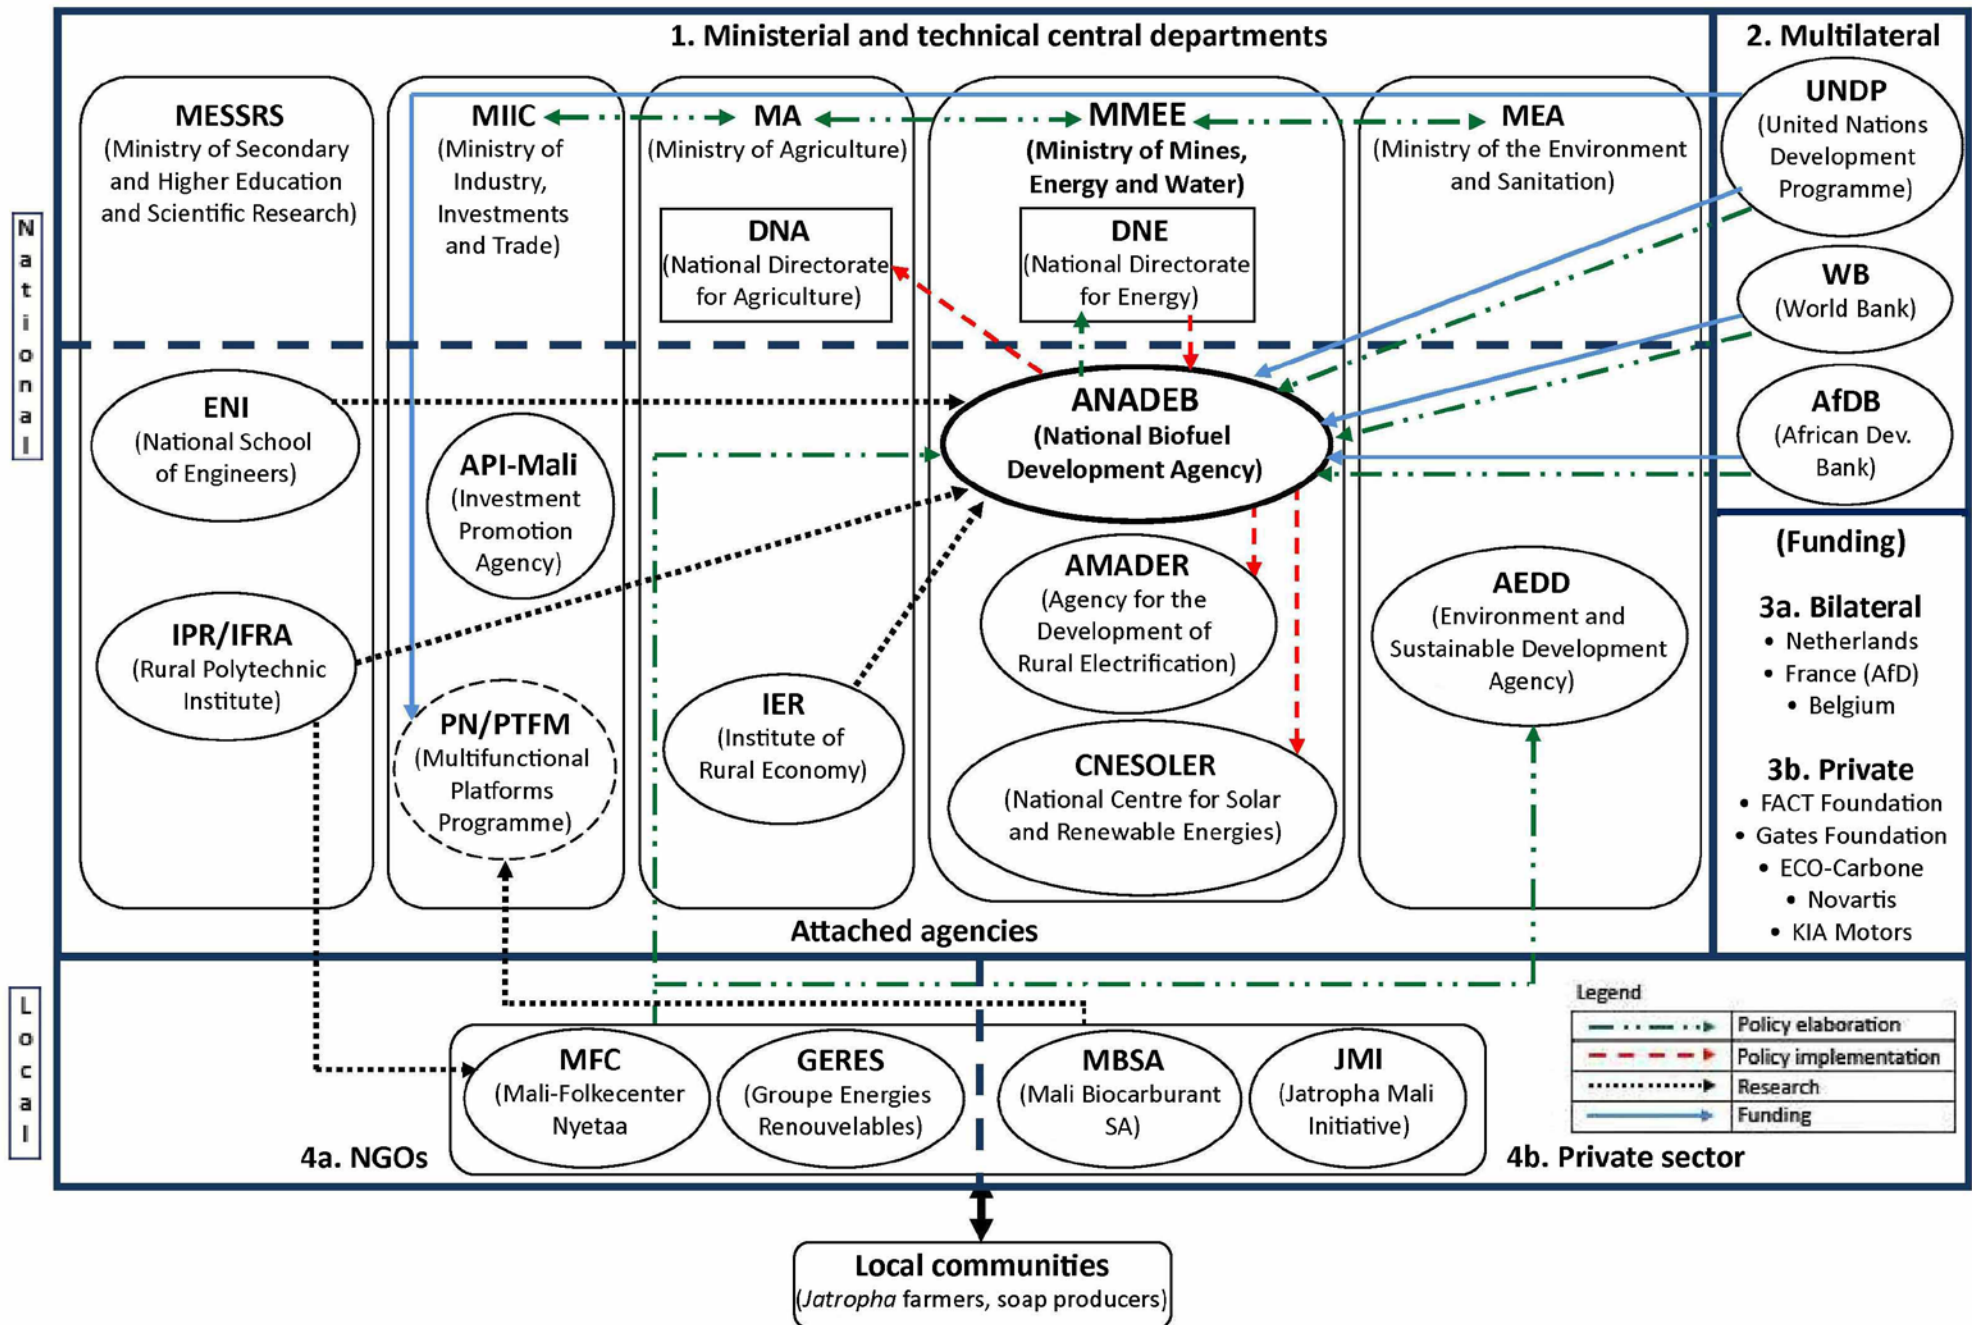 1. Ministerial and technical central departments
2. Multilateral
MESSRS
(Ministry of Secondary
and Higher Education
and Scientific Research)
MIIC
(Ministry of
Industry,
Investments
and Trade)
MA
(Ministry of Agriculture)
MMEE
(Ministry of Mines,
Energy and Water)
MEA
(Ministry of the Environment
and Sanitation)
UNDP
(United Nations
Development
Programme)
National
DNA
(National Directorate
for Agriculture)
DNE
(National Directorate
for Energy)
WB
(World Bank)
ENI
(National School
of Engineers)
API-Mali
(Investment
Promotion
Agency)
ANADEB
(National Biofuel
Development Agency)
AfDB
(African Dev.
Bank)
IPR/IFRA
(Rural Polytechnic
Institute)
PN/PTFM
(Multifunctional
Platforms
Programme)
IER
(Institute of
Rural Economy)
AMADER
(Agency for the
Development of
Rural Electrification)
CNESOLER
(National Centre for Solar
and Renewable Energies)
AEDD
(Environment and
Sustainable Development
Agency)
(Funding)
3a. Bilateral
• Netherlands
• France (AfD)
• Belgium
3b. Private
• FACT Foundation
• Gates Foundation
• ECO-Carbone
• Novartis
• KIA Motors
Attached agencies
Local
MFC
(Mali-Folkecenter
Nyetaa
GERES
(Groupe Energies
Renouvelables)
MBSA
(Mali Biocarburant
SA)
JMI
(Jatropha Mali
Initiative)
4a. NGOs
4b. Private sector
Legend
Policy elaboration
Policy implementation
Research
Funding
Local communities
(Jatropha farmers, soap producers)